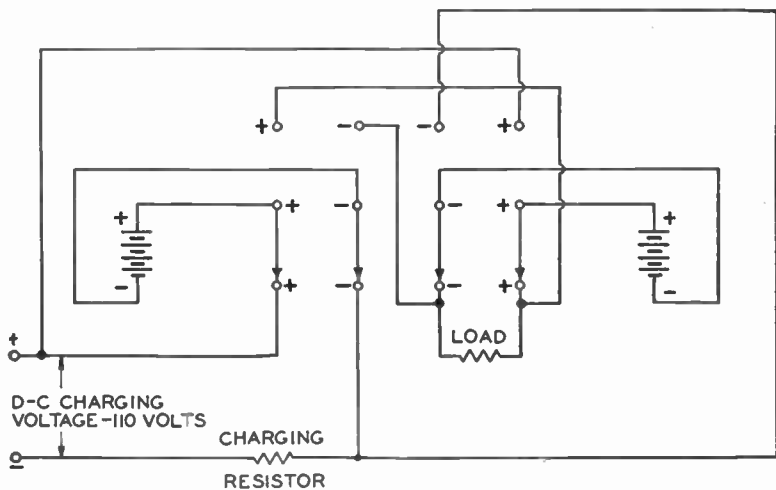 + - - +
+ + - - + +
- + - - + -
LOAD
+
D-C CHARGING
VOLTAGE-110 VOLTS
CHARGING
-
RESISTOR